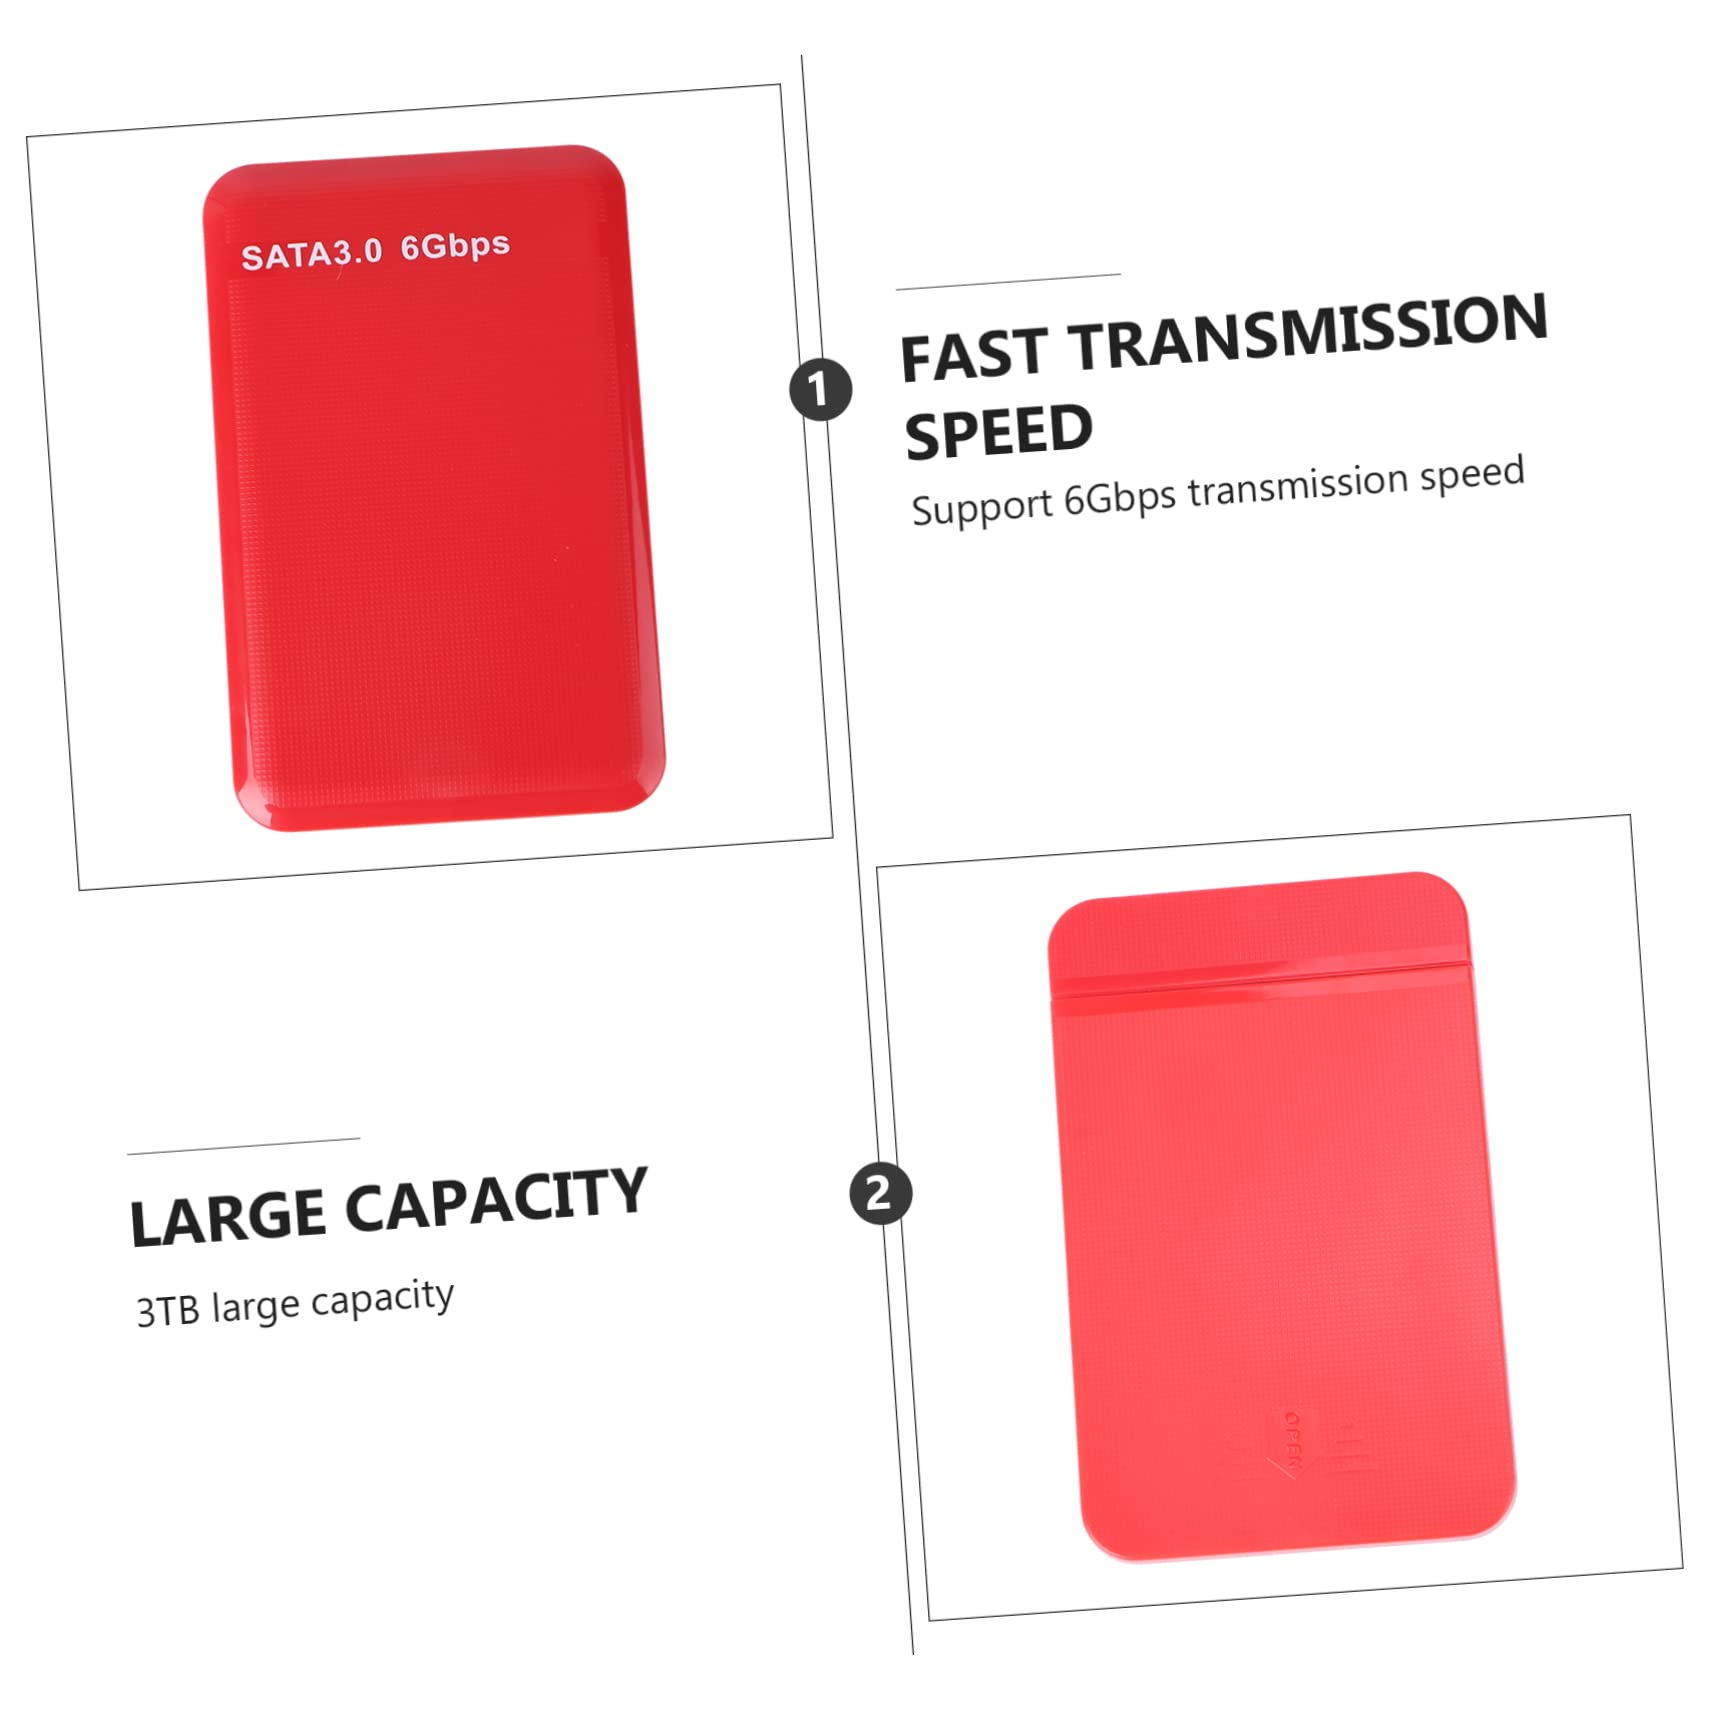 SATA3.0 6Gbps
1
FAST TRANSMISSION
SPEED
Support 6Gbps transmission speed
2
LARGE CAPACITY
3TB large capacity
OPEN